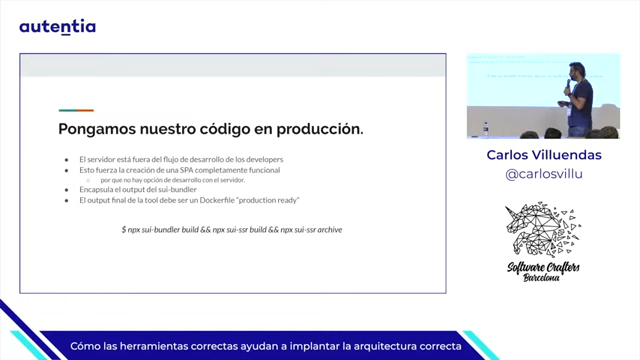 autentia
Pongamos nuestro código en producción.
● El servidor está fuera del flujo de desarrollo de los developers
● Esto fuerza la creación de una SPA completamente funcional
○ por que no hay opción de desarrollo con el servidor.
● Encapsula el output del sui-bundler
● El output final de la tool debe ser un Dockerfile “production ready”
$ npx sui-bundler build && npx sui-ssr build && npx sui-ssr archive
Carlos Villuendas
@carlosvillu
Software Crafters
Barcelona
Cómo las herramientas correctas ayudan a implantar la arquitectura correcta